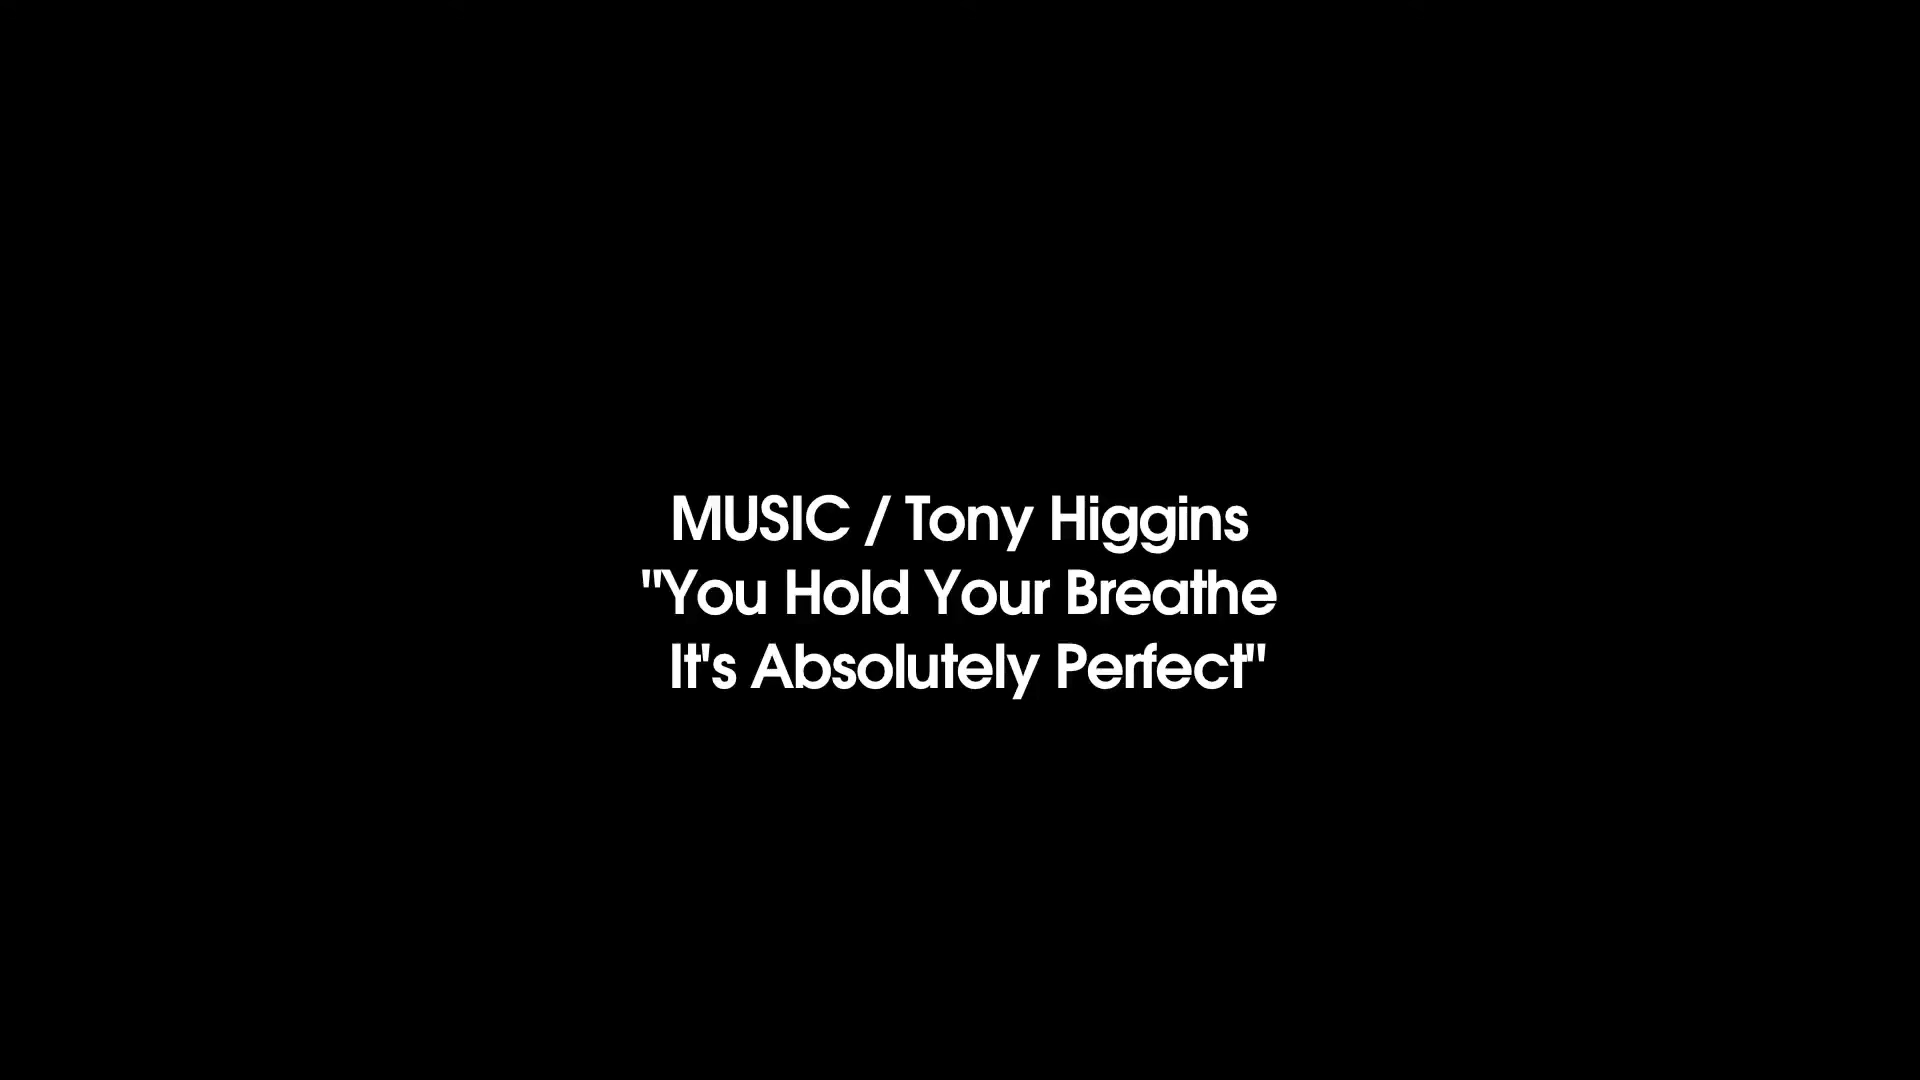 MUSIC / Tony Higgins
"You Hold Your Breathe
It's Absolutely Perfect"